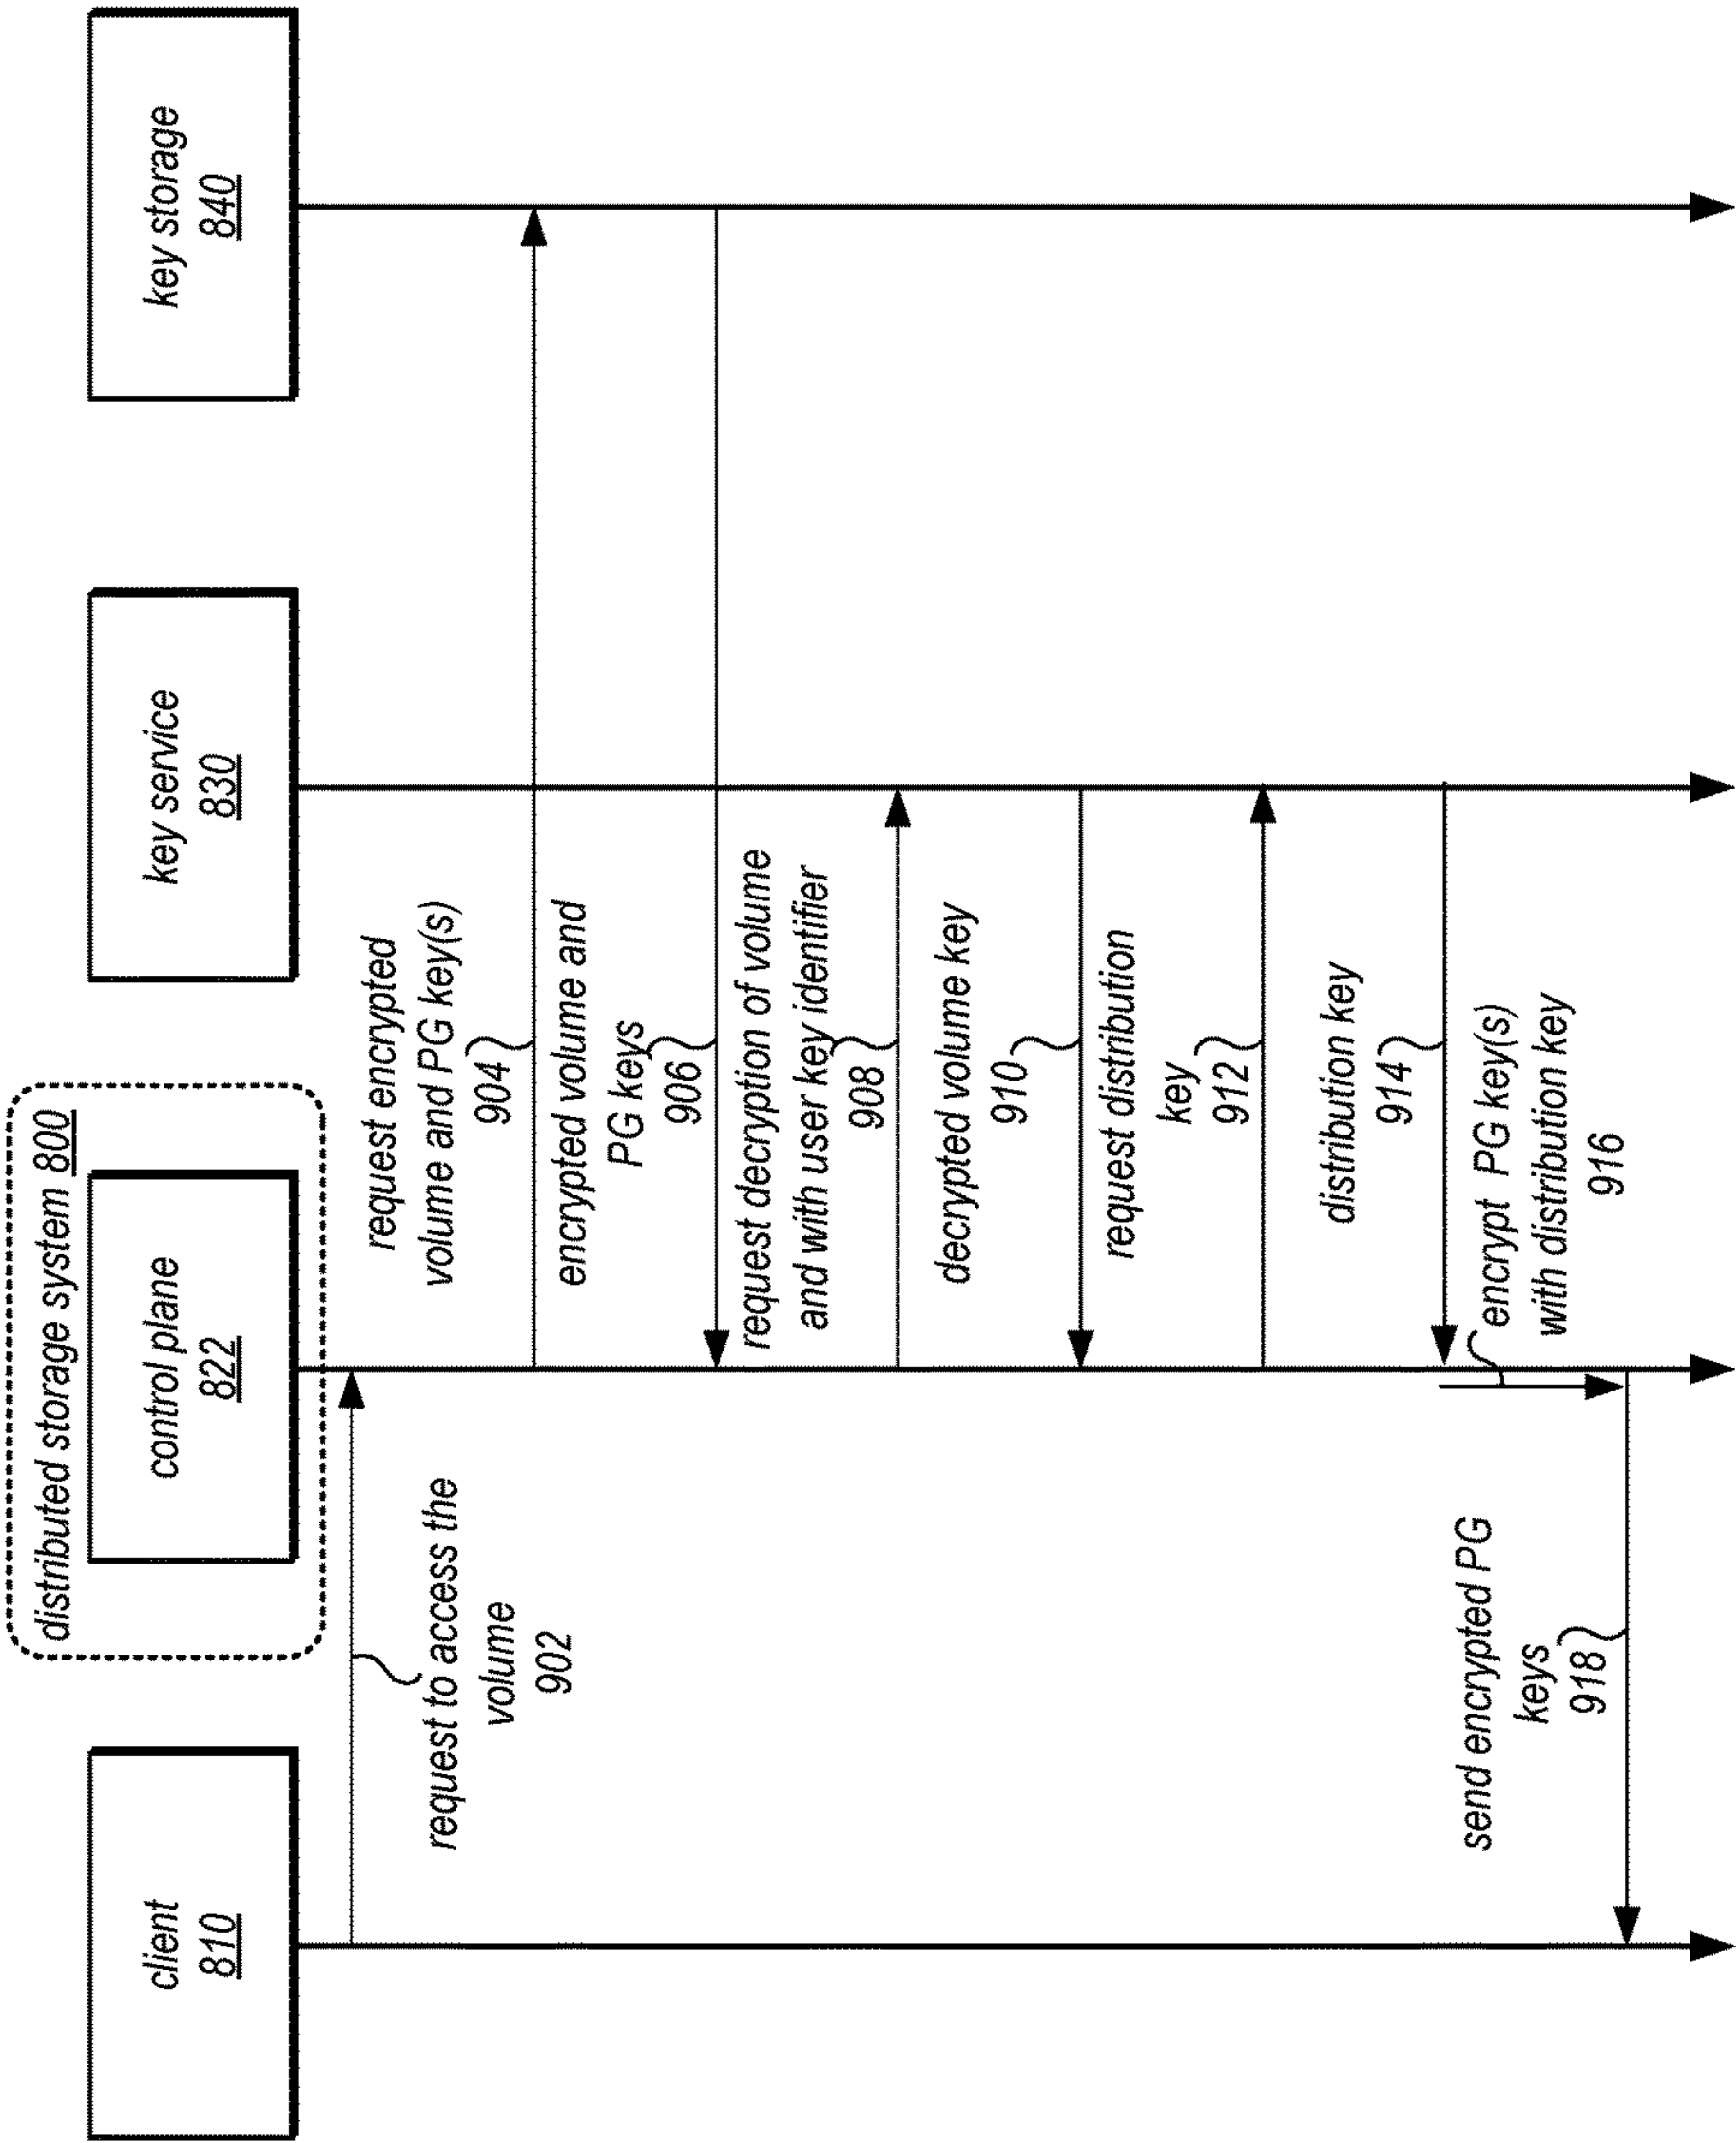 distributed storage system 800
client
810
control plane
822
key service
830
key storage
840
request to access the
volume
902
request encrypted
volume and PG key(s)
904
encrypted volume and
PG keys
906
request decryption of volume
and with user key identifier
908
decrypted volume key
910
request distribution
key
912
distribution key
914
encrypt PG key(s)
with distribution key
916
send encrypted PG
keys
918